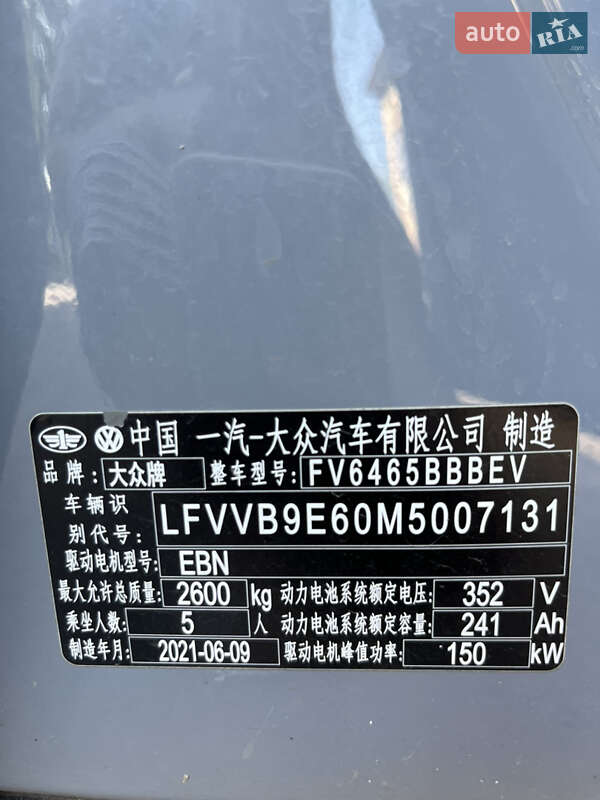 auto RIA .com
中国 一汽-大众汽车有限公司 制造
品牌: 大众牌 整车型号: FV6465BBBEV
车辆识别代号: LFVVB9E60M5007131
驱动电机型号: EBN
最大允许总质量: 2600 kg 动力电池系统额定电压: 352 V
乘坐人数: 5 人 动力电池系统额定容量: 241 Ah
制造年月: 2021-06-09 驱动电机峰值功率: 150 kW